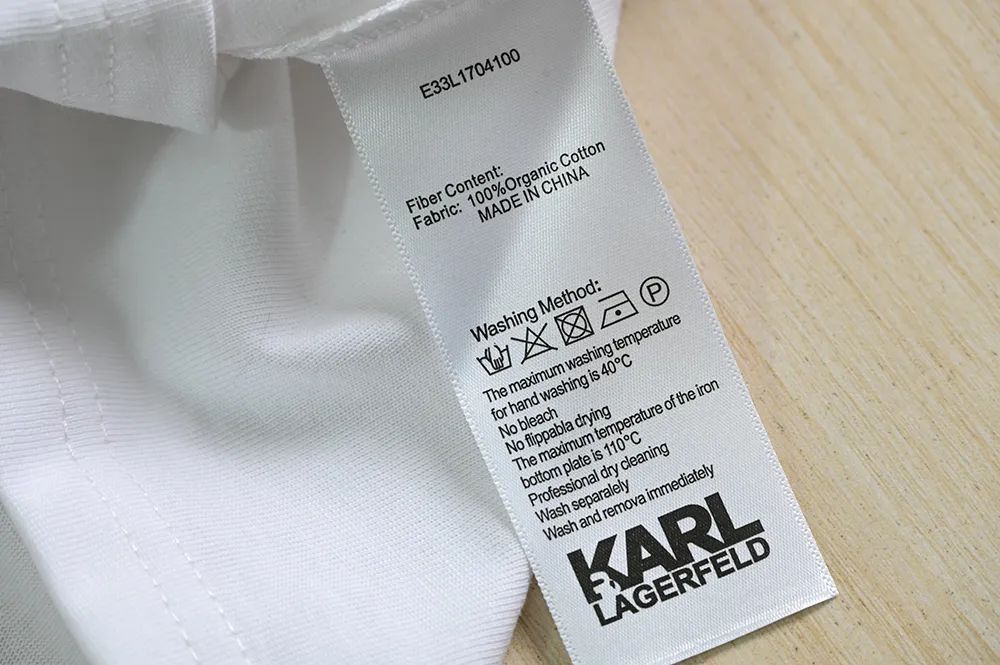 E33L1704100
Fiber Content:
Fabric: 100%Organic Cotton
MADE IN CHINA
Washing Method:
P
The maximum washing temperature
for hand washing is 40°C
No bleach
No flippabla drying
The maximum temperature of the iron
bottom plate is 110°C
Professional dry cleaning
Wash separately
Wash and remova immediately
KARL
LAGERFELD